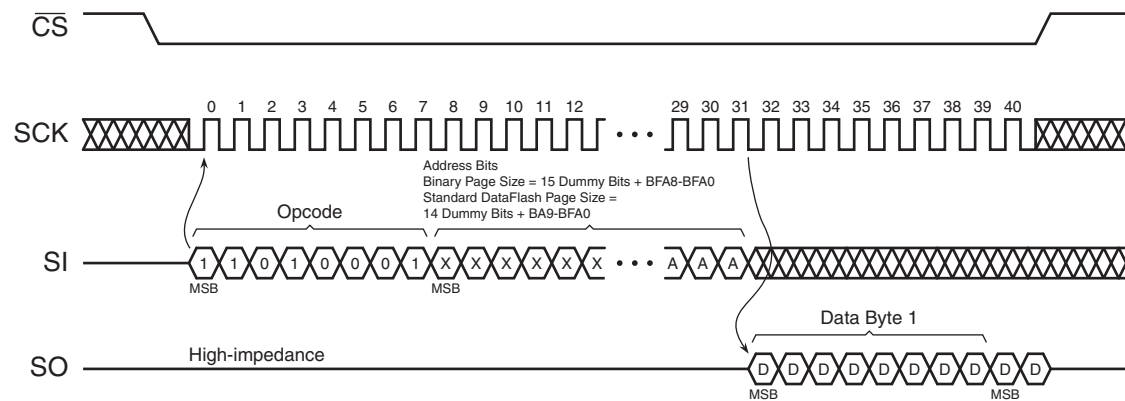 CS
0 1 2 3 4 5 6 7 8 9 10 11 12 29 30 31 32 33 34 35 36 37 38 39 40
SCK
Address Bits
Binary Page Size = 15 Dummy Bits + BFA8-BFA0
Standard DataFlash Page Size =
14 Dummy Bits + BA9-BFA0
Opcode
SI 1 1 0 1 0 0 0 1 X X X X X X A A A
MSB MSB
Data Byte 1
High-impedance
SO D D D D D D D D D D
MSB MSB